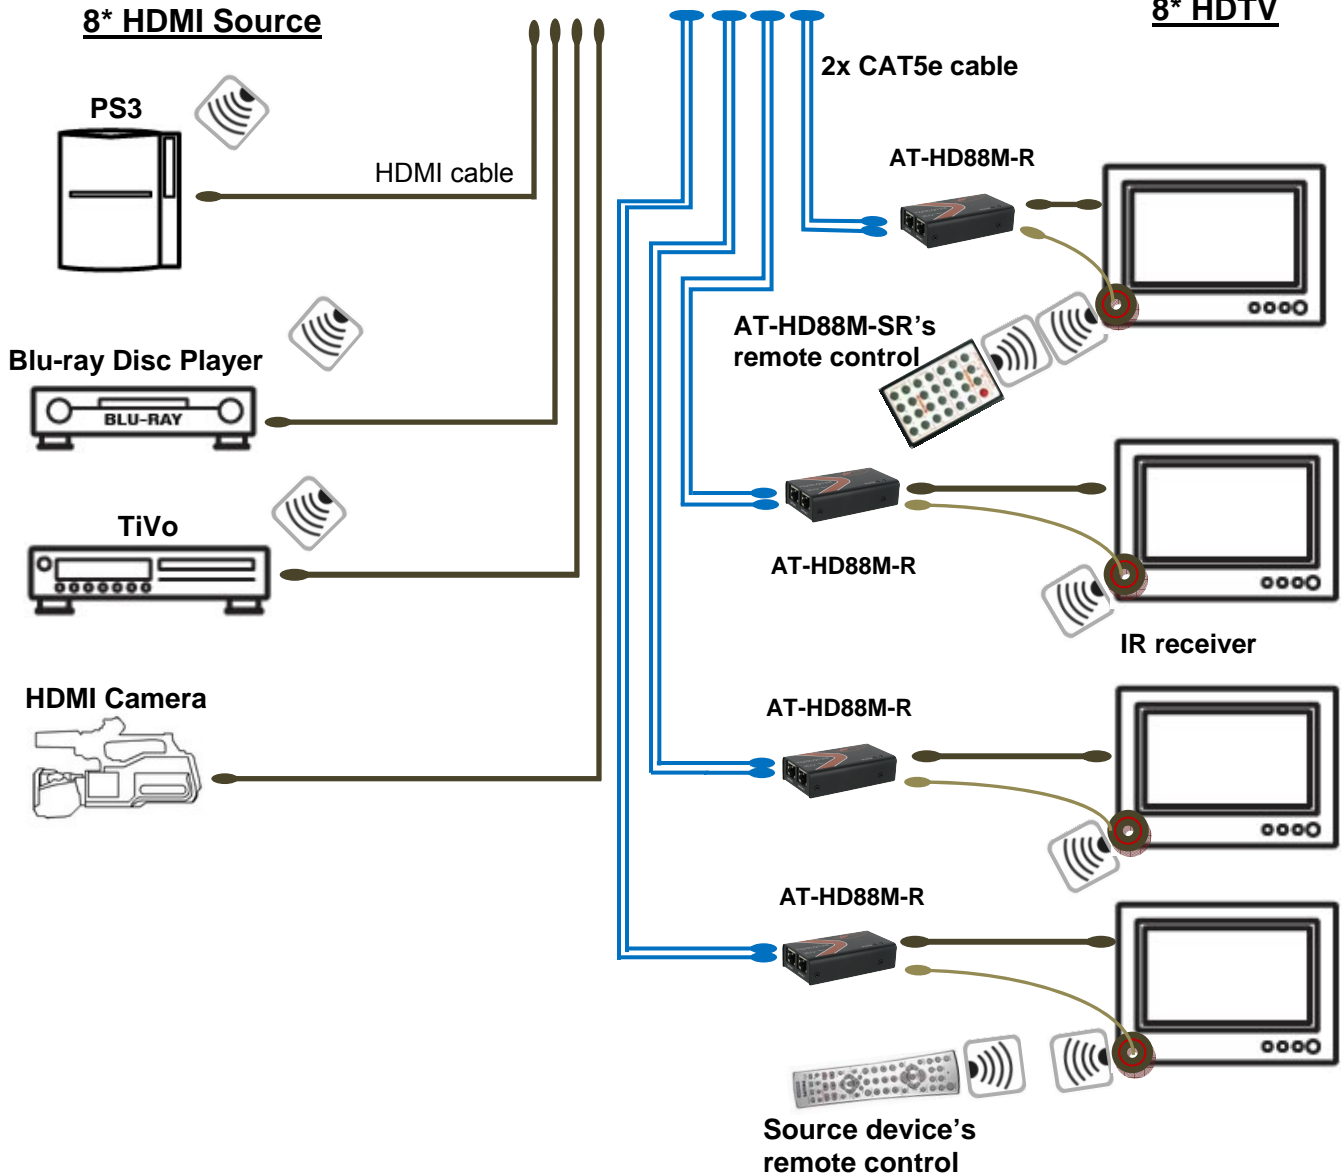 8* HDMI Source
8* HDTV
2x CAT5e cable
PS3
HDMI cable
AT-HD88M-R
AT-HD88M-SR’s
remote control
Blu-ray Disc Player
BLU-RAY
TiVo
AT-HD88M-R
IR receiver
HDMI Camera
AT-HD88M-R
AT-HD88M-R
Source device’s
remote control